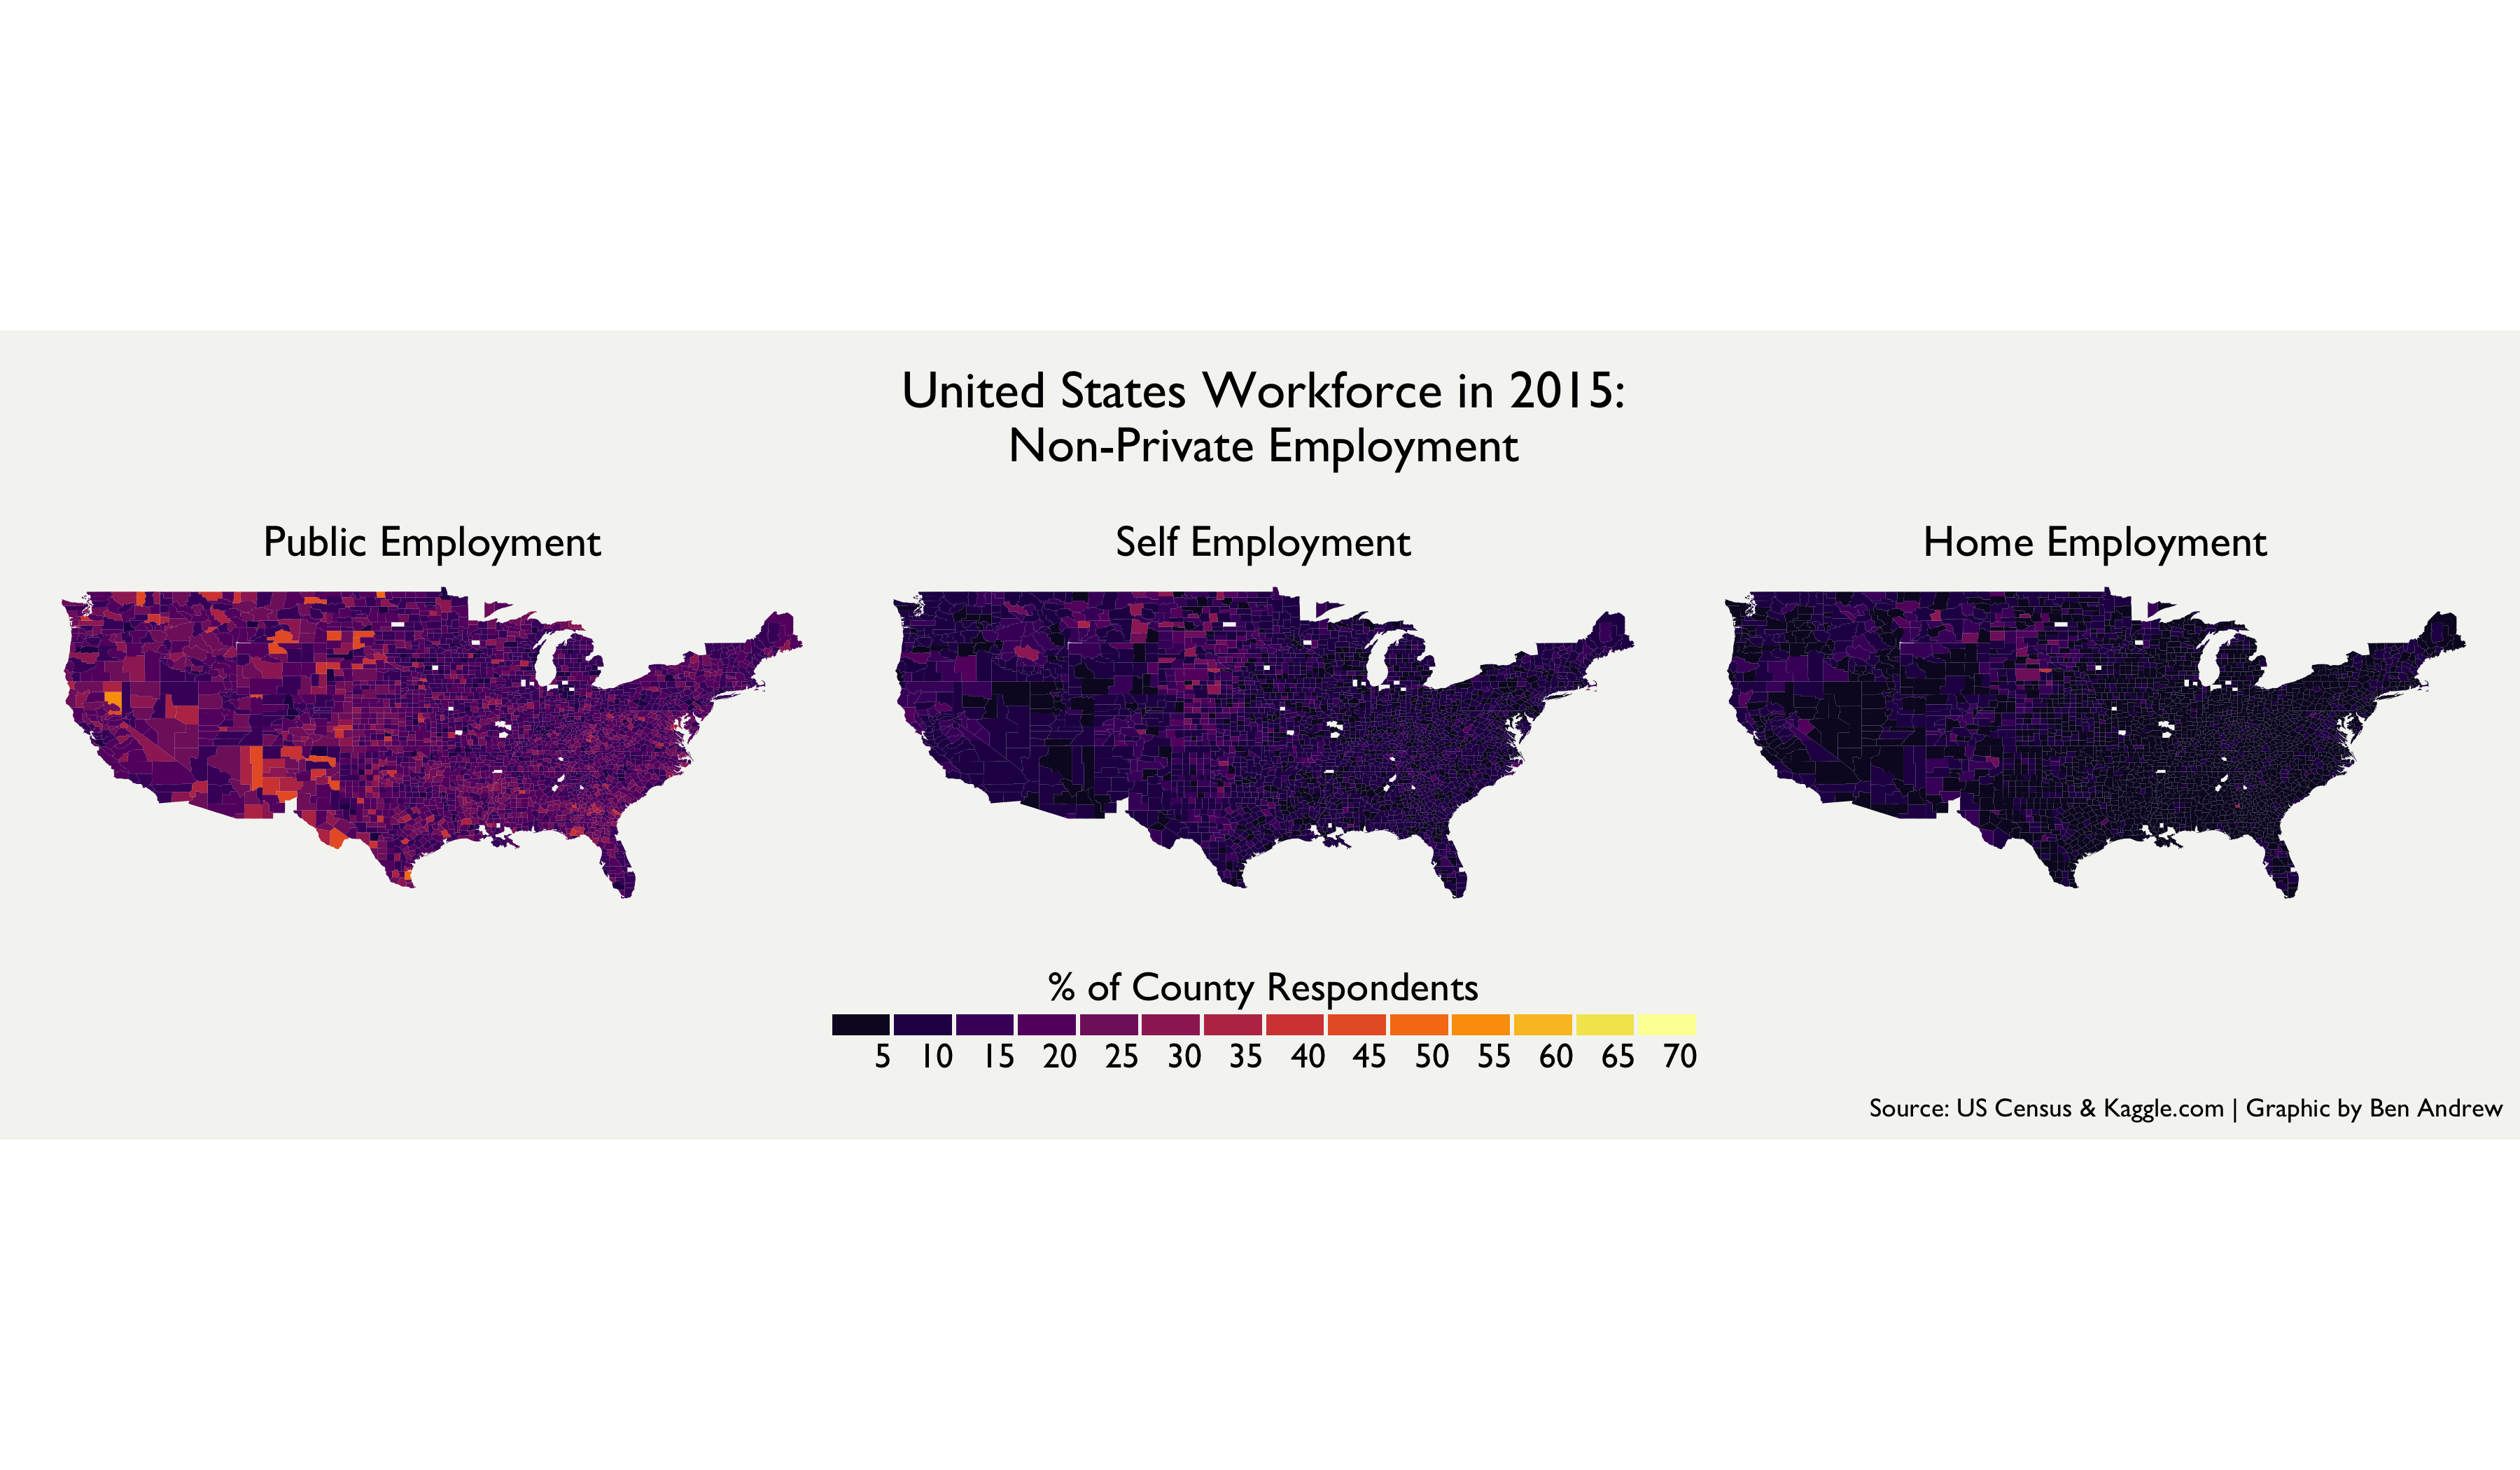 United States Workforce in 2015:
Non-Private Employment
Public Employment
Self Employment
Home Employment
% of County Respondents
5 10 15 20 25 30 35 40 45 50 55 60 65 70
Source: US Census & Kaggle.com | Graphic by Ben Andrew